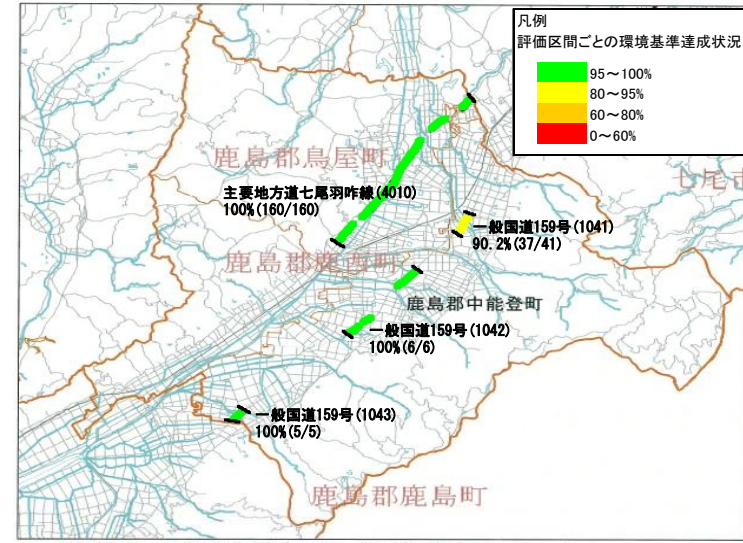 凡例
評価区間ごとの環境基準達成状況
95～100%
80～95%
60～80%
0～60%
鹿島郡鳥屋町
七尾市
主要地方道七尾羽咋線(4010)
100%(160/160)
一般国道159号(1041)
90.2%(37/41)
鹿島郡鹿西町
鹿島郡中能登町
一般国道159号(1042)
100%(6/6)
一般国道159号(1043)
100%(5/5)
鹿島郡鹿島町